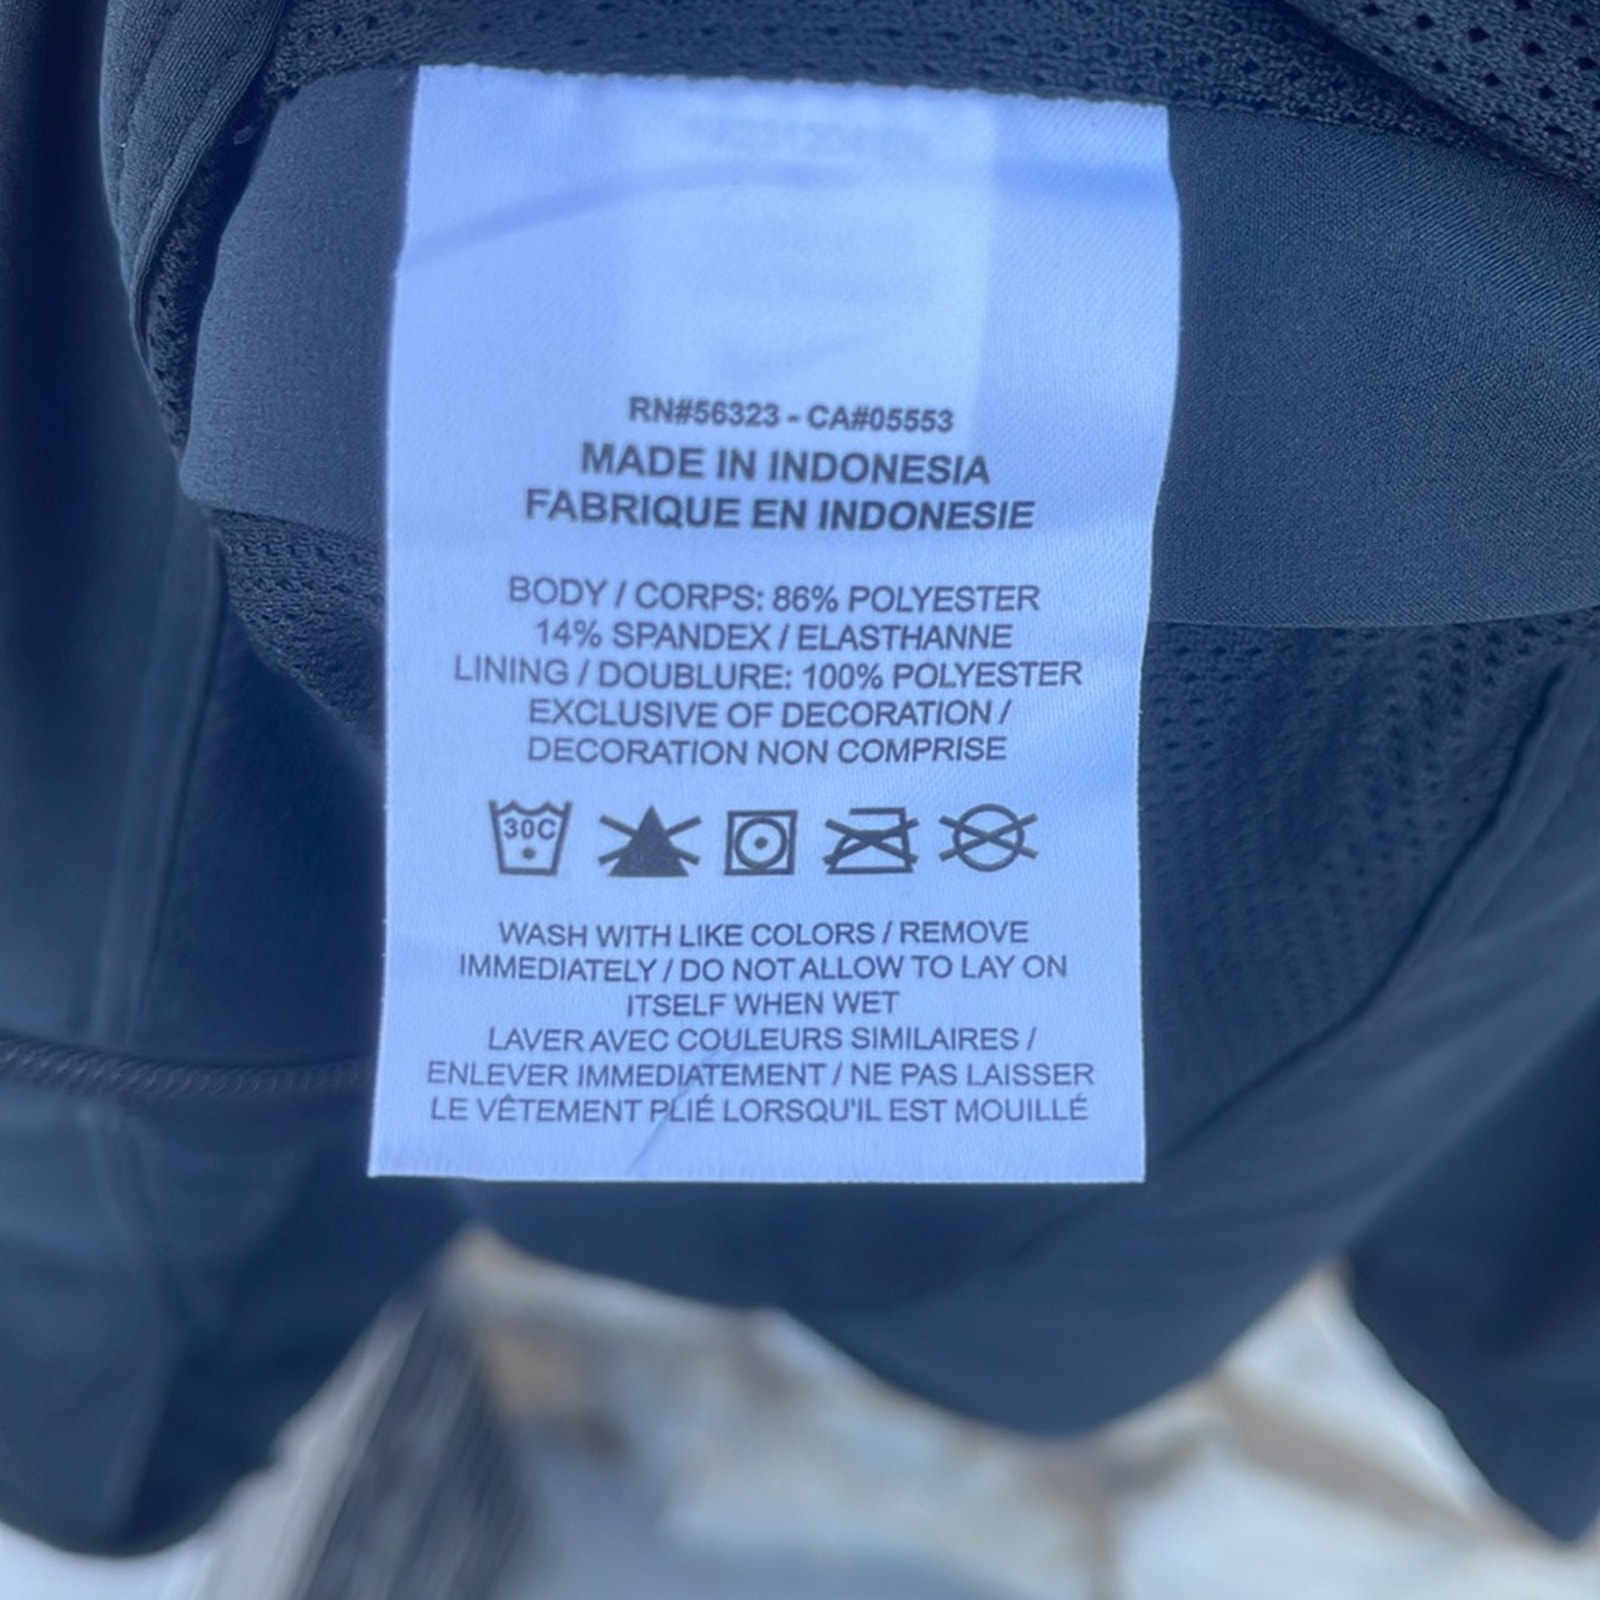 RN#56323 - CA#05553
MADE IN INDONESIA
FABRIQUE EN INDONESIE
BODY / CORPS: 86% POLYESTER
14% SPANDEX / ELASTHANNE
LINING / DOUBLURE: 100% POLYESTER
EXCLUSIVE OF DECORATION /
DECORATION NON COMPRISE
30C
WASH WITH LIKE COLORS / REMOVE
IMMEDIATELY / DO NOT ALLOW TO LAY ON
ITSELF WHEN WET
LAVER AVEC COULEURS SIMILAIRES /
ENLEVER IMMEDIATEMENT / NE PAS LAISSER
LE VÊTEMENT PLIÉ LORSQU'IL EST MOUILLÉ